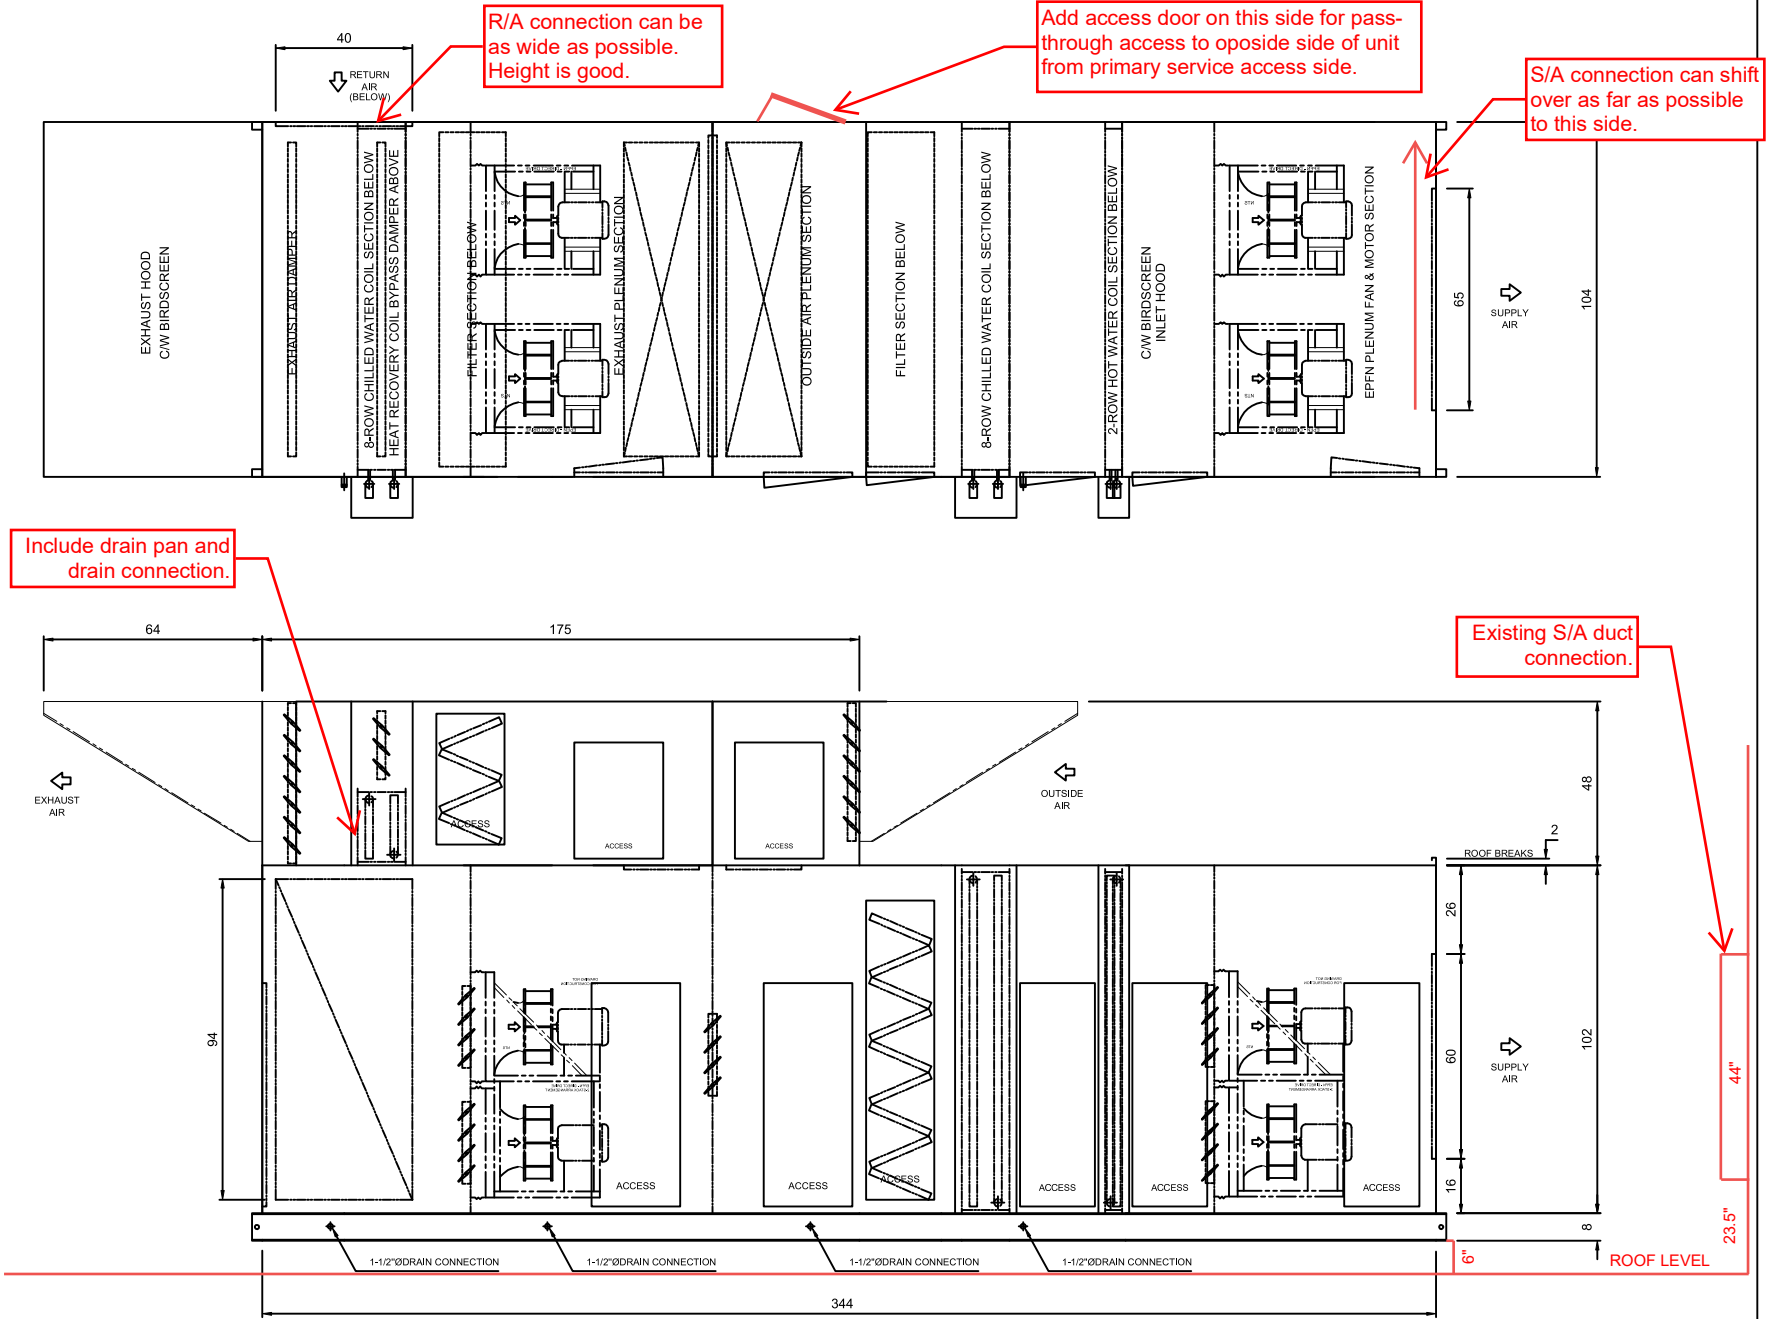 R/A connection can be
as wide as possible.
Height is good.
Add access door on this side for pass-
through access to oposide side of unit
from primary service access side.
S/A connection can shift
over as far as possible
to this side.
40
RETURN
AIR
(BELOW)
EXHAUST HOOD
C/W BIRDSCREEN
EXHAUST AIR DAMPER
8-ROW CHILLED WATER COIL SECTION BELOW
HEAT RECOVERY COIL BYPASS DAMPER ABOVE
FILTER SECTION BELOW
EXHAUST PLENUM SECTION
OUTSIDE AIR PLENUM SECTION
FILTER SECTION BELOW
8-ROW CHILLED WATER COIL SECTION BELOW
2-ROW HOT WATER COIL SECTION BELOW
C/W BIRDSCREEN
INLET HOOD
EPFN PLENUM FAN & MOTOR SECTION
65
SUPPLY
AIR
104
Include drain pan and
drain connection.
64
175
Existing S/A duct
connection.
EXHAUST
AIR
ACCESS
ACCESS
ACCESS
OUTSIDE
AIR
48
2
ROOF BREAKS
26
94
60
SUPPLY
AIR
102
44"
ACCESS
ACCESS
ACCESS
ACCESS
ACCESS
ACCESS
16
8
23.5"
1-1/2"ØDRAIN CONNECTION
1-1/2"ØDRAIN CONNECTION
1-1/2"ØDRAIN CONNECTION
1-1/2"ØDRAIN CONNECTION
6"
ROOF LEVEL
344